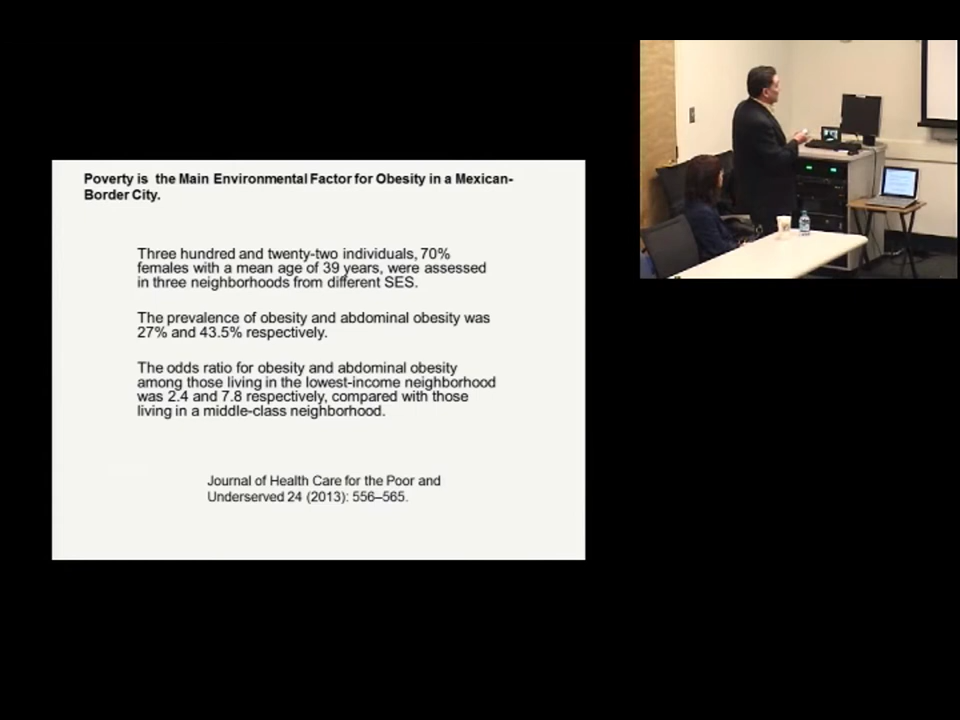 Poverty is the Main Environmental Factor for Obesity in a Mexican-
Border City.
Three hundred and twenty-two individuals, 70%
females with a mean age of 39 years, were assessed
in three neighborhoods from different SES.
The prevalence of obesity and abdominal obesity was
27% and 43.5% respectively.
The odds ratio for obesity and abdominal obesity
among those living in the lowest-income neighborhood
was 2.4 and 7.8 respectively, compared with those
living in a middle-class neighborhood.
Journal of Health Care for the Poor and
Underserved 24 (2013): 556–565.